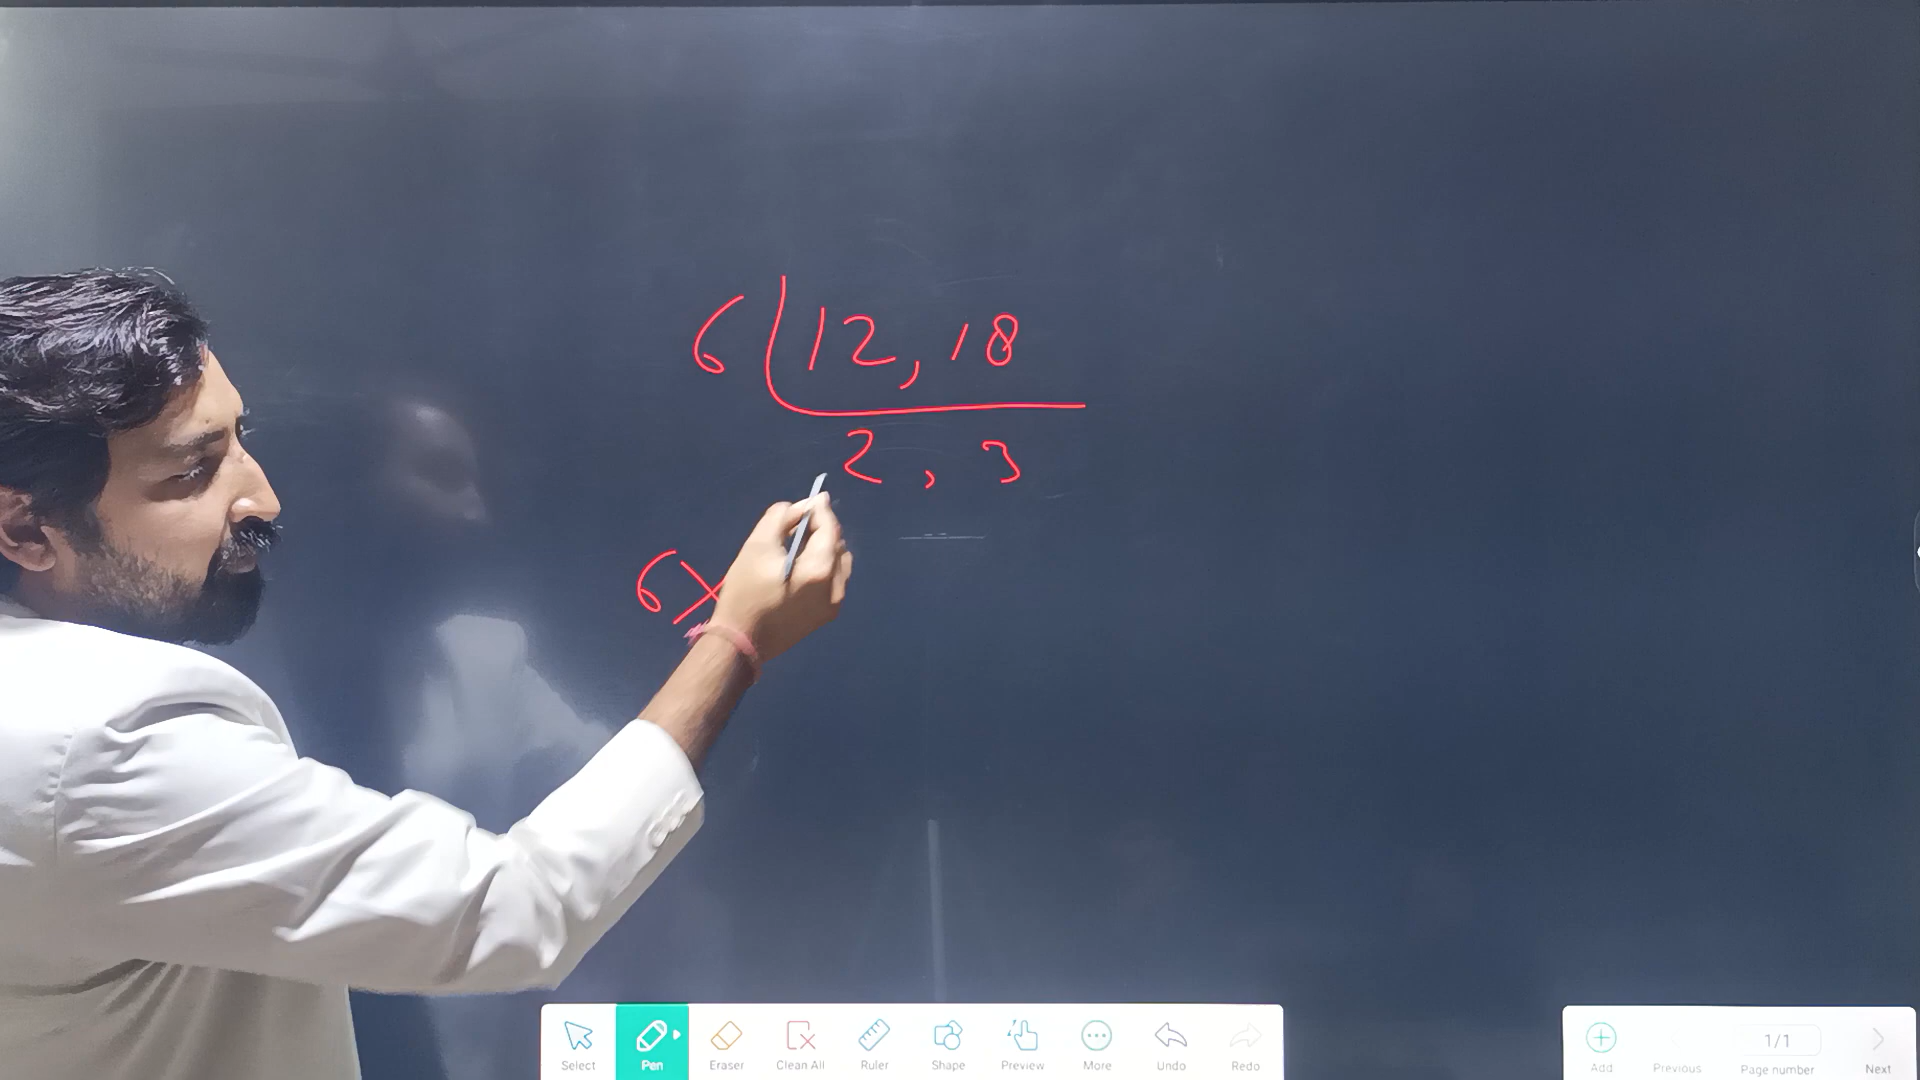 6 12, 18
2, 3
6×
Select Pen Eraser Clean All Ruler Shape Preview More Undo Redo
Add Previous 1/1 Page number Next